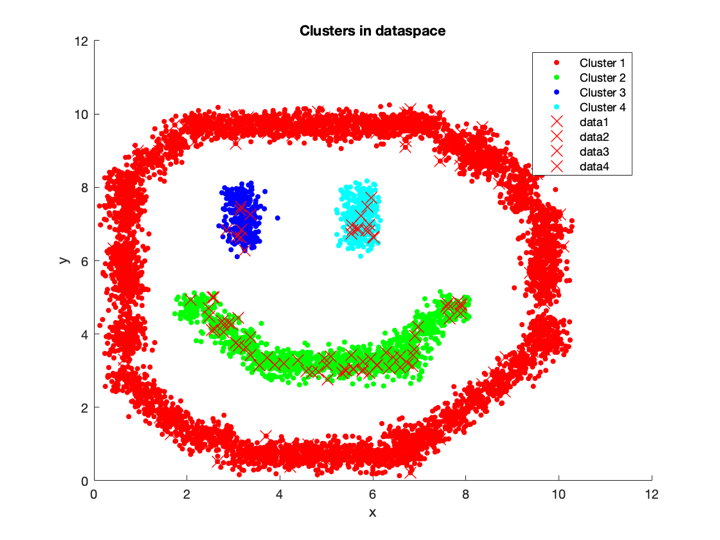 Clusters in dataspace
12
10
8
6
4
2
0
y
0 2 4 6 8 10 12
x
Cluster 1
Cluster 2
Cluster 3
Cluster 4
data1
data2
data3
data4